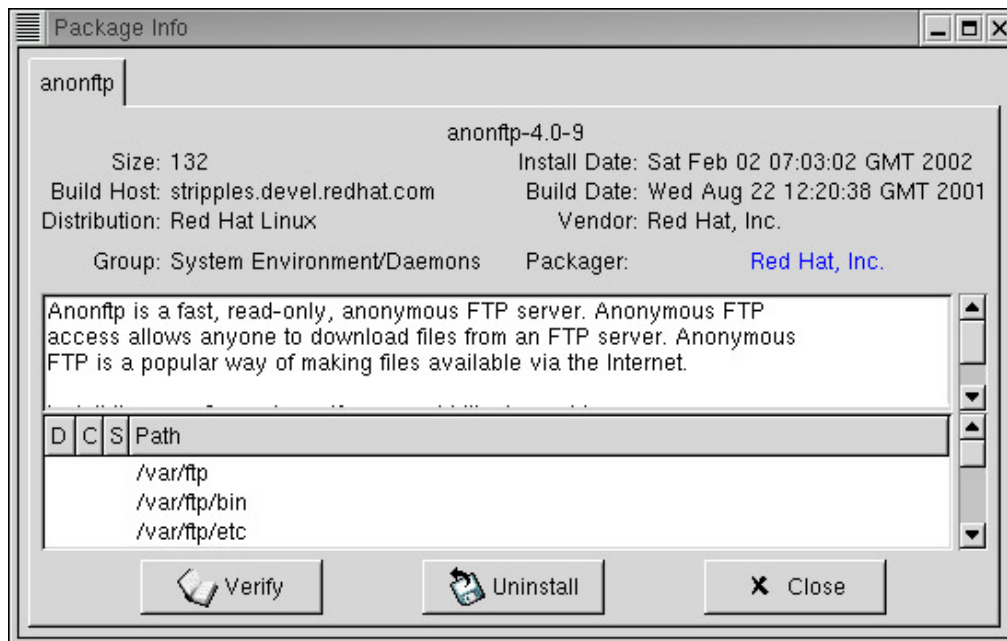 Package Info
anonftp
anonftp-4.0-9
Size: 132
Install Date: Sat Feb 02 07:03:02 GMT 2002
Build Host: stripples.devel.redhat.com
Build Date: Wed Aug 22 12:20:38 GMT 2001
Distribution: Red Hat Linux
Vendor: Red Hat, Inc.
Group: System Environment/Daemons
Packager: Red Hat, Inc.
Anonftp is a fast, read-only, anonymous FTP server. Anonymous FTP
access allows anyone to download files from an FTP server. Anonymous
FTP is a popular way of making files available via the Internet.
D C S Path
/var/ftp
/var/ftp/bin
/var/ftp/etc
Verify
Uninstall
Close